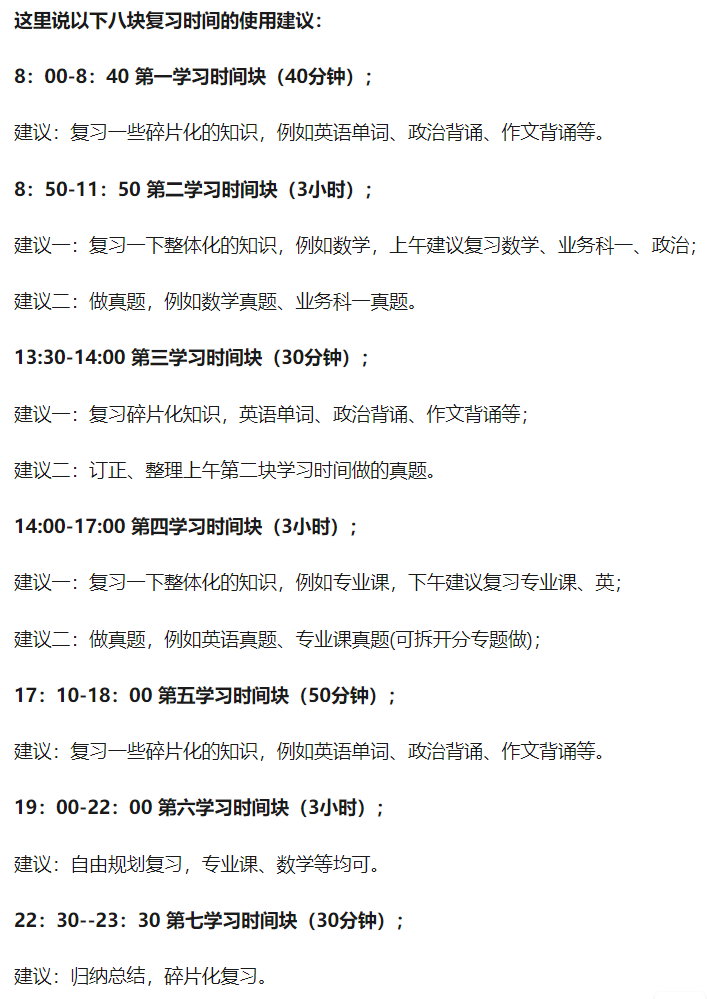 这里说以下八块复习时间的使用建议：
8：00-8：40 第一学习时间块（40分钟）；
建议：复习一些碎片化的知识，例如英语单词、政治背诵、作文背诵等。
8：50-11：50 第二学习时间块（3小时）；
建议一：复习一下整体化的知识，例如数学，上午建议复习数学、业务科一、政治；
建议二：做真题，例如数学真题、业务科一真题。
13:30-14:00 第三学习时间块（30分钟）；
建议一：复习碎片化知识，英语单词、政治背诵、作文背诵等；
建议二：订正、整理上午第二块学习时间做的真题。
14:00-17:00 第四学习时间块（3小时）；
建议一：复习一下整体化的知识，例如专业课，下午建议复习专业课、英；
建议二：做真题，例如英语真题、专业课真题(可拆开分专题做)；
17：10-18：00 第五学习时间块（50分钟）；
建议：复习一些碎片化的知识，例如英语单词、政治背诵、作文背诵等。
19：00-22：00 第六学习时间块（3小时）；
建议：自由规划复习，专业课、数学等均可。
22：30--23：30 第七学习时间块（30分钟）；
建议：归纳总结，碎片化复习。